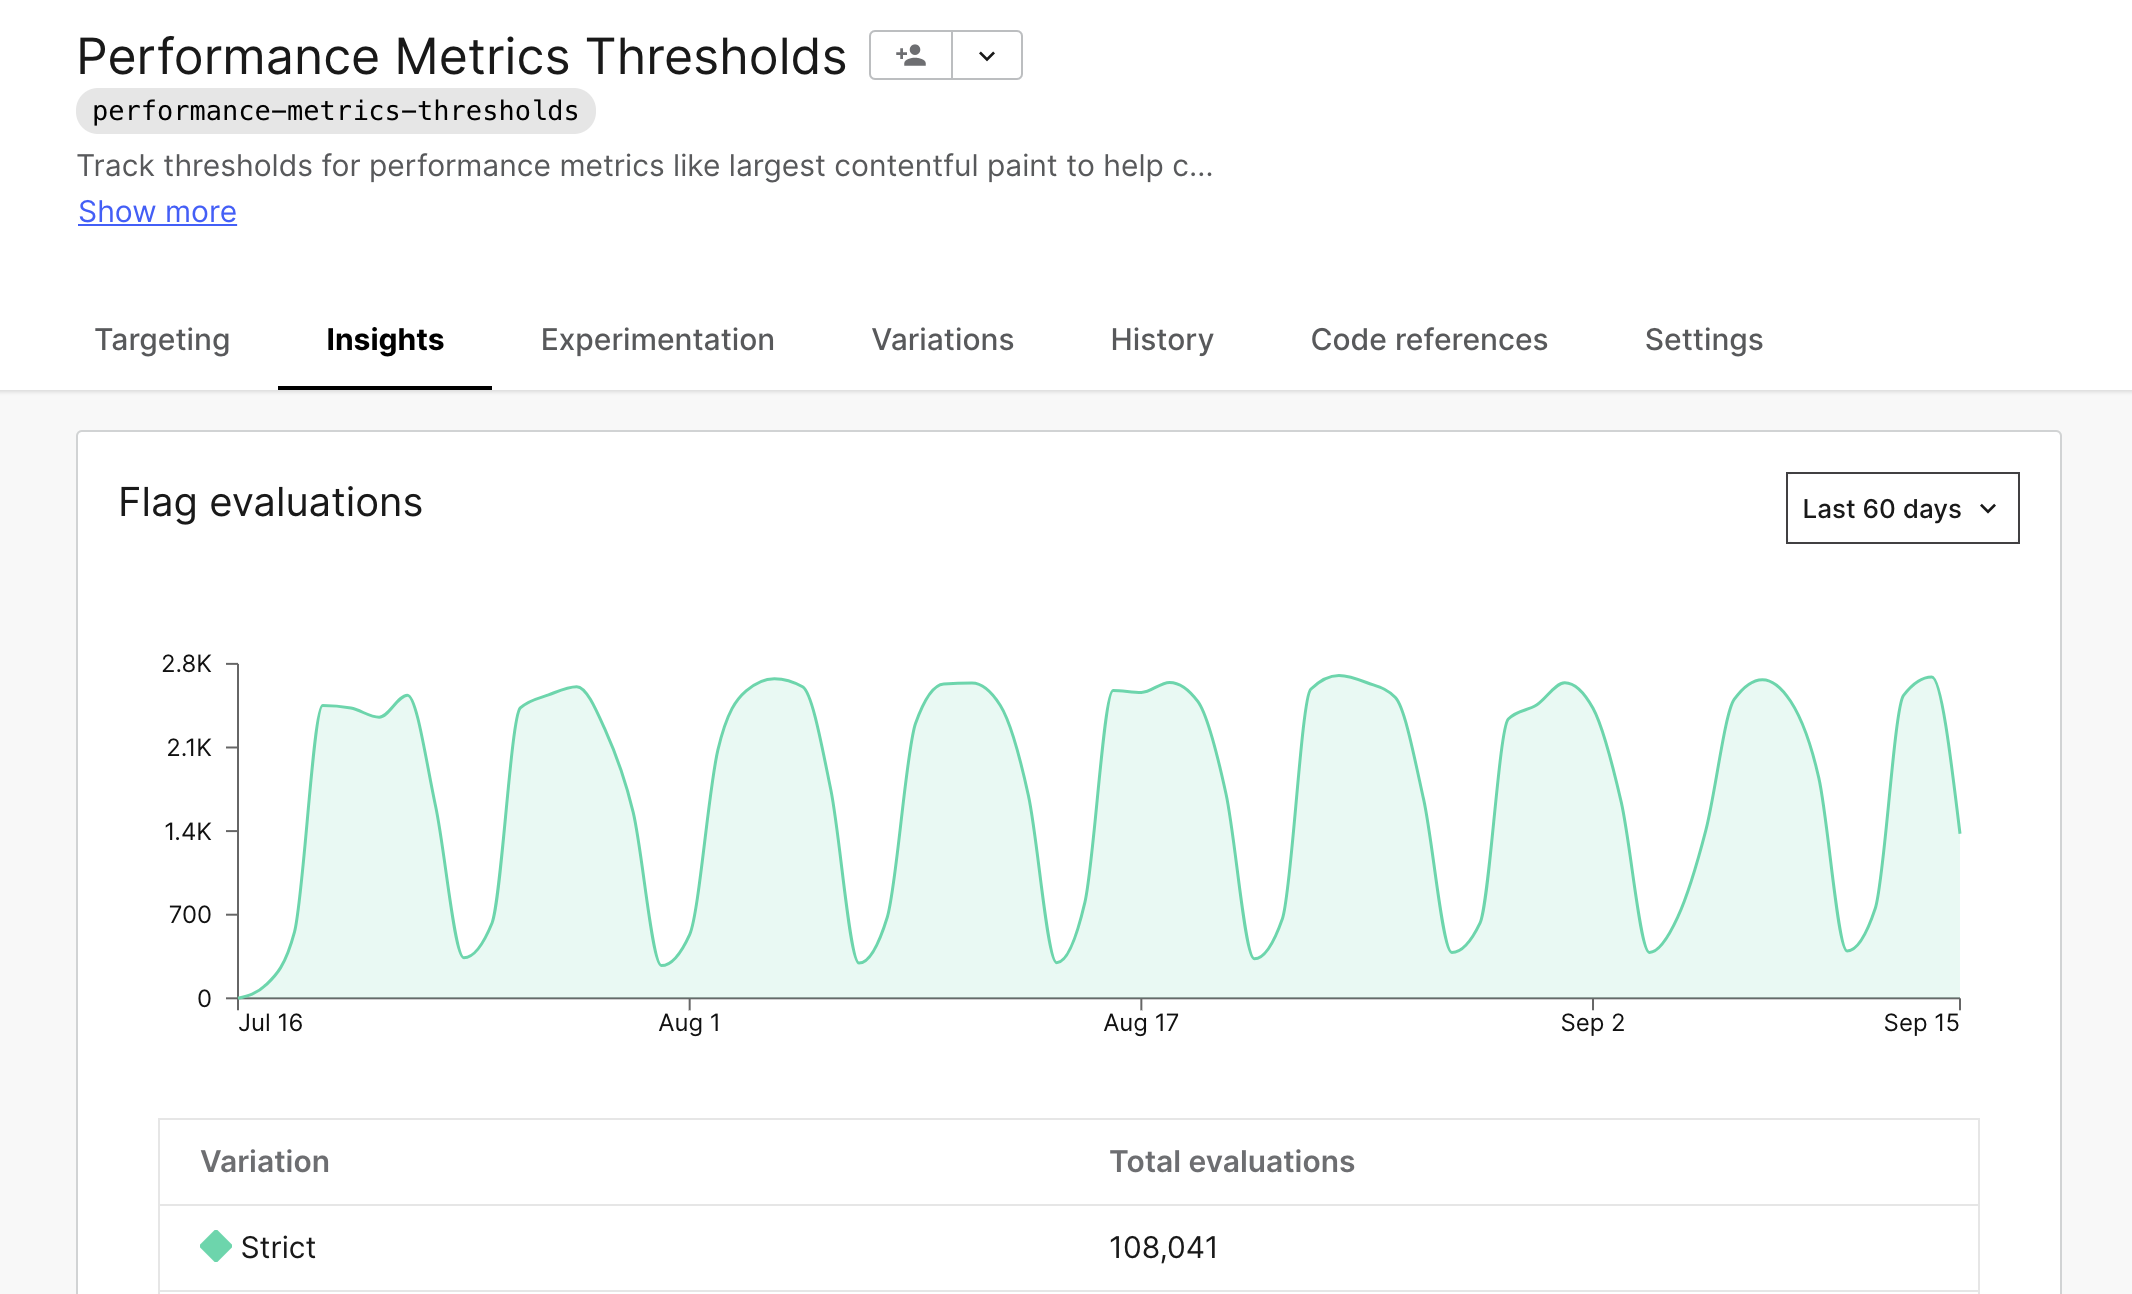 Performance Metrics Thresholds
performance-metrics-thresholds
Track thresholds for performance metrics like largest contentful paint to help c...
Show more
Targeting Insights Experimentation Variations History Code references Settings
Flag evaluations
Last 60 days
2.8K
2.1K
1.4K
700
0
Jul 16 Aug 1 Aug 17 Sep 2 Sep 15
Variation Total evaluations
Strict 108,041